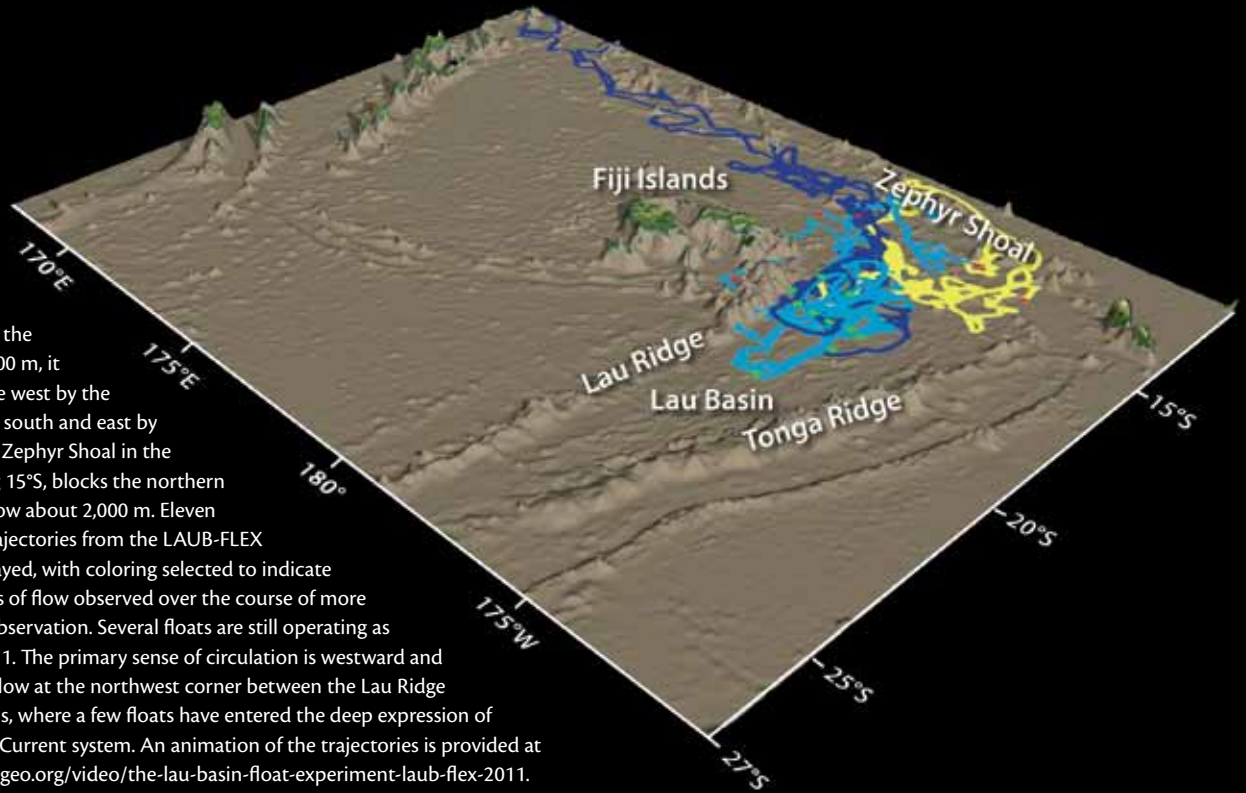 Fiji Islands
Zephyr Shoal
Lau Ridge
Lau Basin
Tonga Ridge
170°E
175°E
180°
175°W
15°S
20°S
25°S
27°S
the
00 m, it
e west by the
south and east by
Zephyr Shoal in the
15°S, blocks the northern
ow about 2,000 m. Eleven
ajectories from the LAUB-FLEX
ayed, with coloring selected to indicate
s of flow observed over the course of more
bservation. Several floats are still operating as
1. The primary sense of circulation is westward and
low at the northwest corner between the Lau Ridge
s, where a few floats have entered the deep expression of
Current system. An animation of the trajectories is provided at
geo.org/video/the-lau-basin-float-experiment-laub-flex-2011.